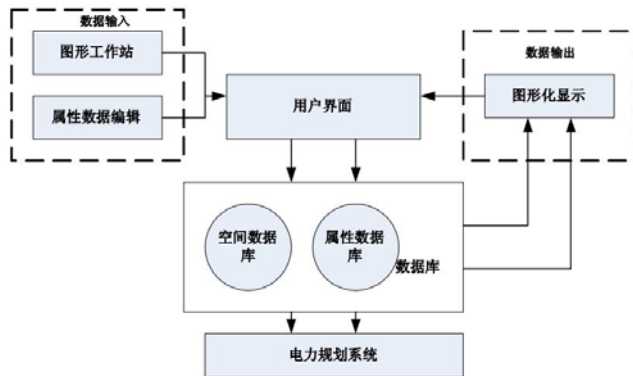 数据输入
图形工作站
属性数据编辑
用户界面
数据输出
图形化显示
空间数据
库
属性数据
库
数据库
电力规划系统